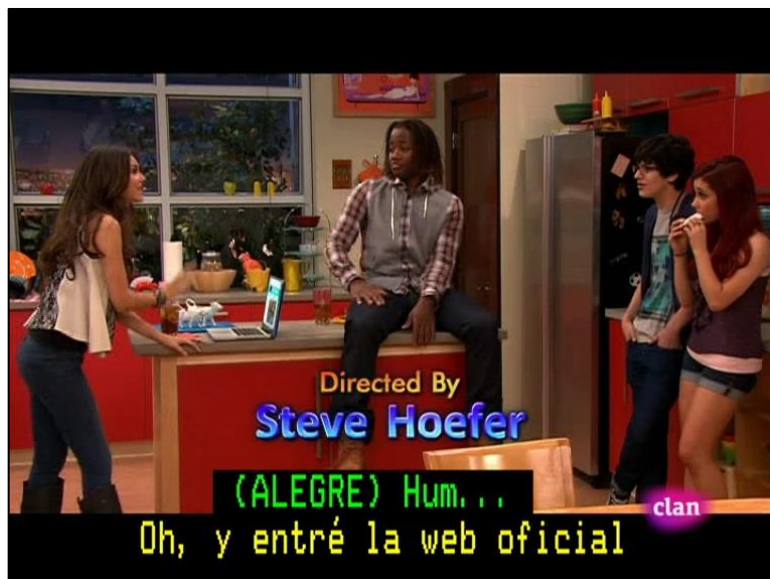 Directed By
Steve Hoefer
(ALEGRE) Hum...
clan
Oh, y entré la web oficial